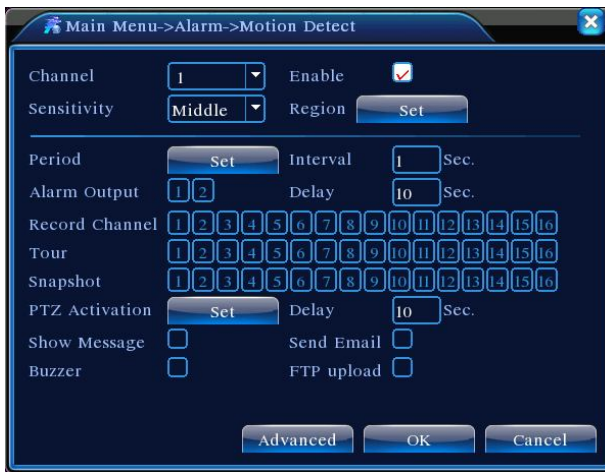 Main Menu->Alarm->Motion Detect
Channel 1 Enable
Sensitivity Middle Region Set
Period Set Interval 1 Sec.
Alarm Output 1 2 Delay 10 Sec.
Record Channel 1 2 3 4 5 6 7 8 9 10 11 12 13 14 15 16
Tour 1 2 3 4 5 6 7 8 9 10 11 12 13 14 15 16
Snapshot 1 2 3 4 5 6 7 8 9 10 11 12 13 14 15 16
PTZ Activation Set Delay 10 Sec.
Show Message Send Email
Buzzer FTP upload
Advanced OK Cancel